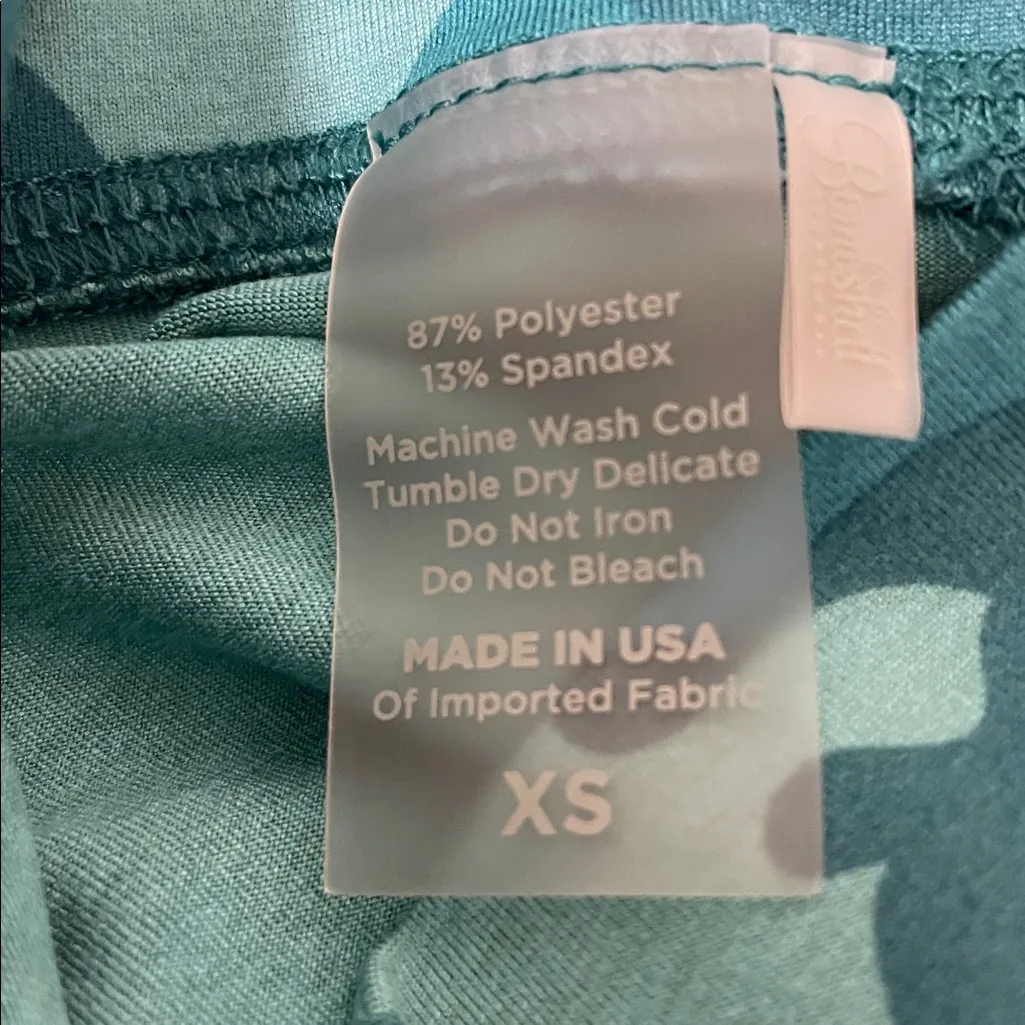 87% Polyester
13% Spandex
Machine Wash Cold
Tumble Dry Delicate
Do Not Iron
Do Not Bleach
MADE IN USA
Of Imported Fabric
XS